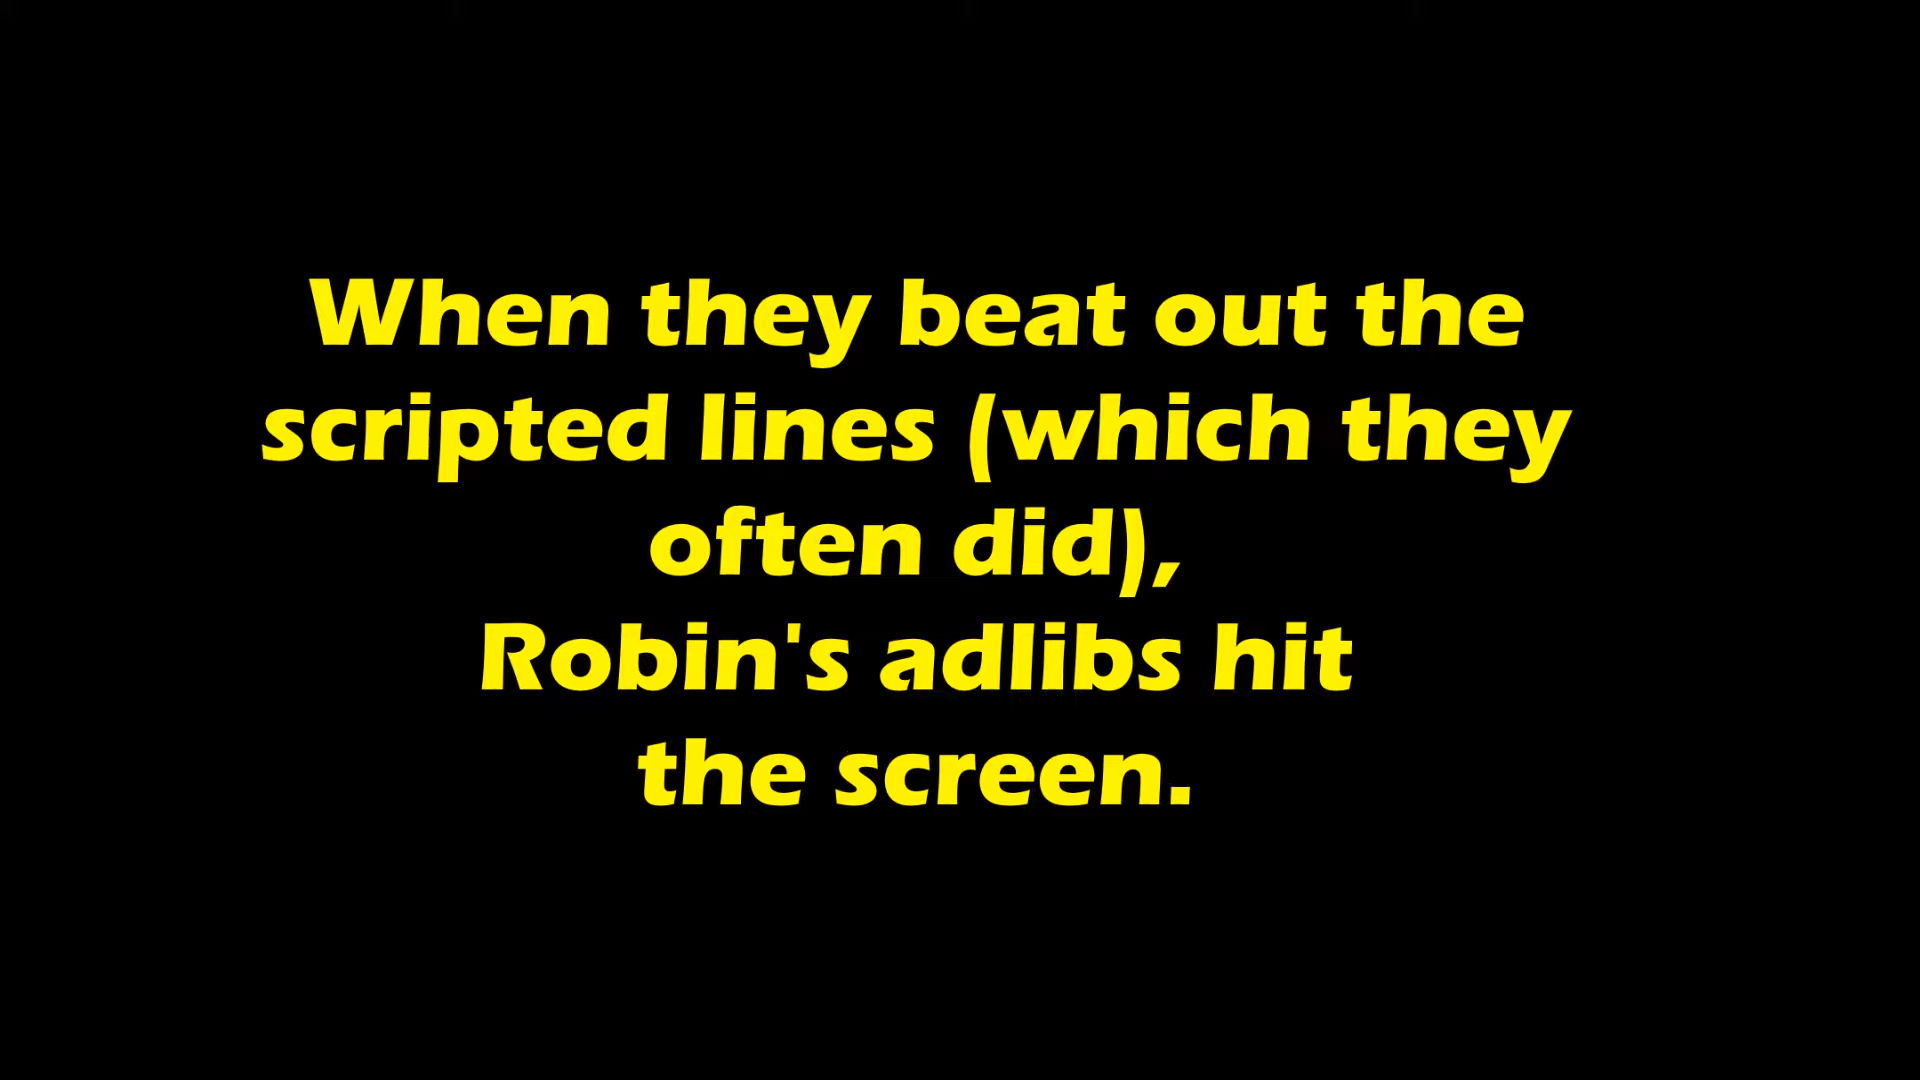 When they beat out the
scripted lines (which they
often did),
Robin's adlibs hit
the screen.